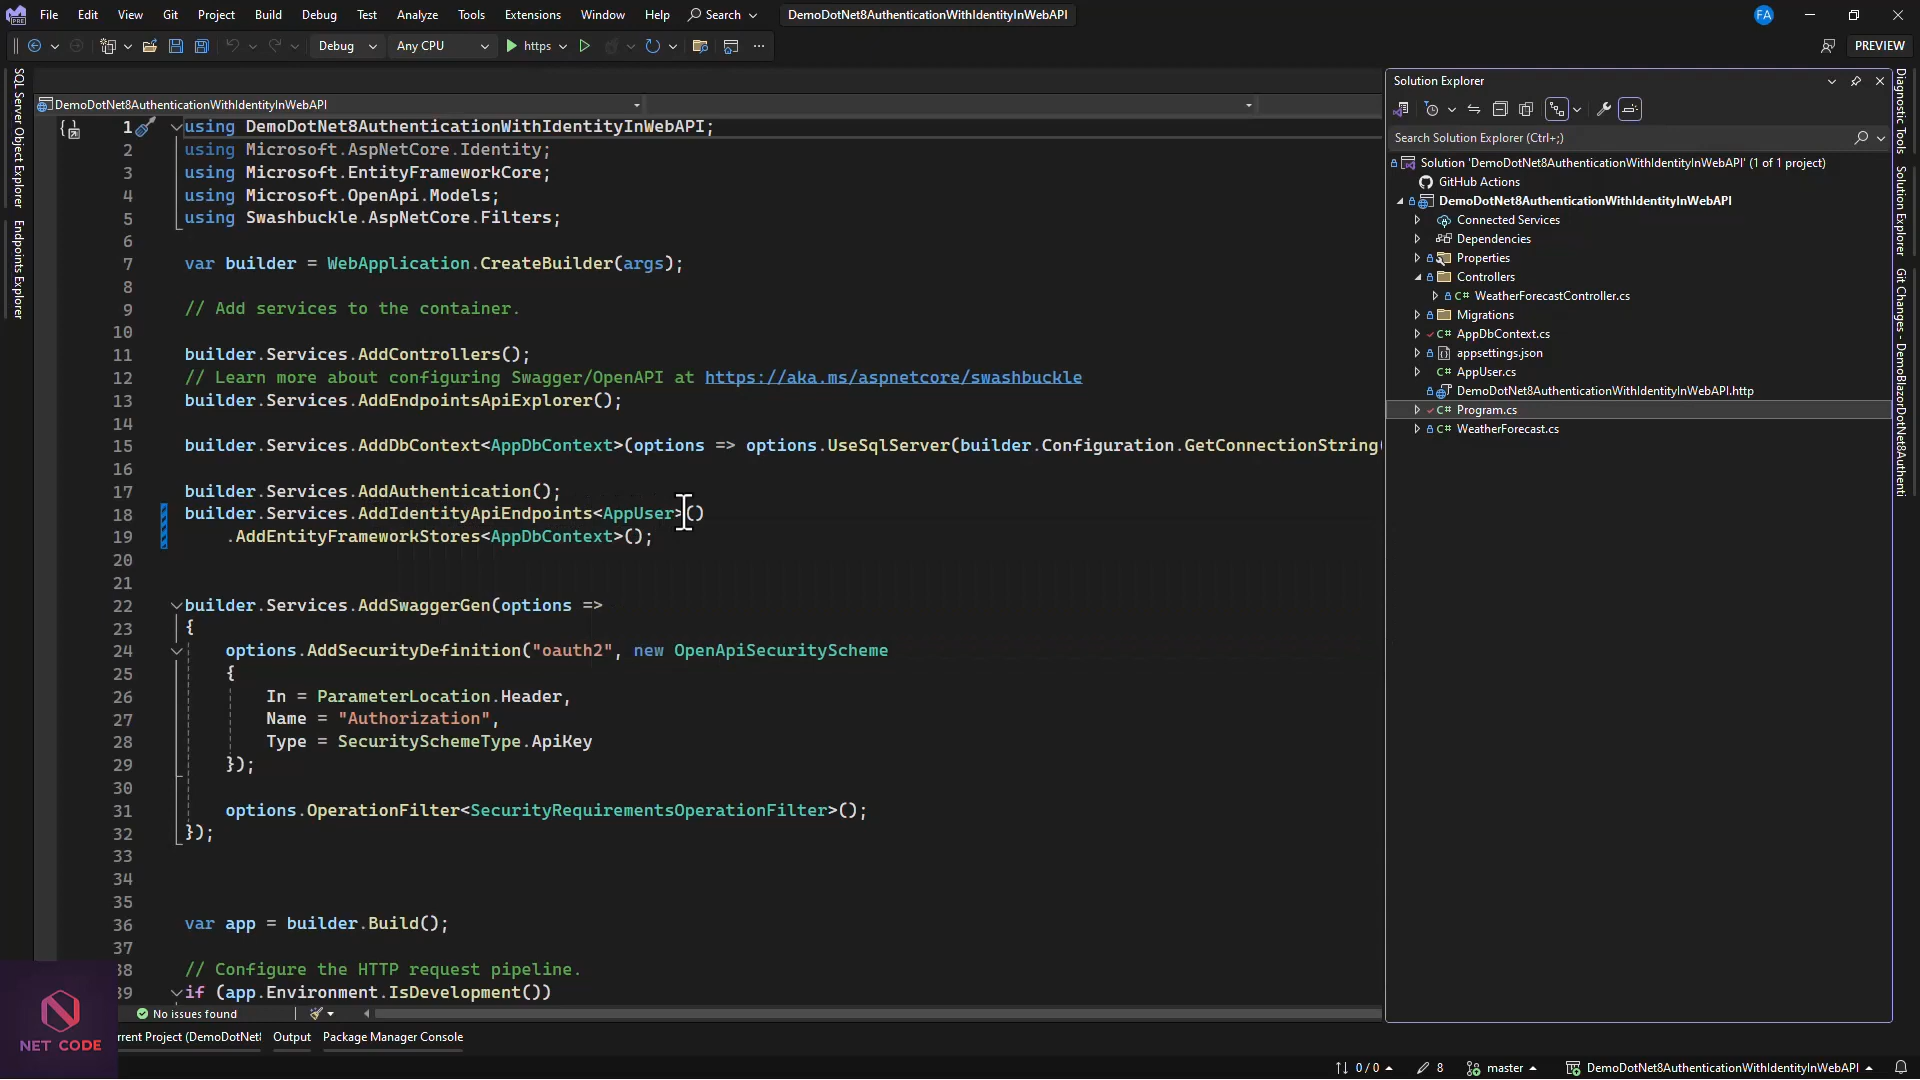 File Edit View Git Project Build Debug Test Analyze Tools Extensions Window Help Search DemoDotNet8AuthenticationWithIdentityInWebAPI FA
Debug Any CPU https PREVIEW
SQL Server Object Explorer
Endpoints Explorer
DemoDotNet8AuthenticationWithIdentityInWebAPI
1 using DemoDotNet8AuthenticationWithIdentityInWebAPI;
2 using Microsoft.AspNetCore.Identity;
3 using Microsoft.EntityFrameworkCore;
4 using Microsoft.OpenApi.Models;
5 using Swashbuckle.AspNetCore.Filters;
6
7 var builder = WebApplication.CreateBuilder(args);
8
9 // Add services to the container.
10
11 builder.Services.AddControllers();
12 // Learn more about configuring Swagger/OpenAPI at https://aka.ms/aspnetcore/swashbuckle
13 builder.Services.AddEndpointsApiExplorer();
14
15 builder.Services.AddDbContext<AppDbContext>(options => options.UseSqlServer(builder.Configuration.GetConnectionString(
16
17 builder.Services.AddAuthentication();
18 builder.Services.AddIdentityApiEndpoints<AppUser>()
19 .AddEntityFrameworkStores<AppDbContext>();
20
21
22 builder.Services.AddSwaggerGen(options =>
23 {
24 options.AddSecurityDefinition("oauth2", new OpenApiSecurityScheme
25 {
26 In = ParameterLocation.Header,
27 Name = "Authorization",
28 Type = SecuritySchemeType.ApiKey
29 });
30
31 options.OperationFilter<SecurityRequirementsOperationFilter>();
32 });
33
34
35
36 var app = builder.Build();
37
38 // Configure the HTTP request pipeline.
39 if (app.Environment.IsDevelopment())
No issues found
rrent Project (DemoDotNet8 Output Package Manager Console
NET CODE
Solution Explorer
Search Solution Explorer (Ctrl+;)
Solution 'DemoDotNet8AuthenticationWithIdentityInWebAPI' (1 of 1 project)
GitHub Actions
DemoDotNet8AuthenticationWithIdentityInWebAPI
Connected Services
Dependencies
Properties
Controllers
C# WeatherForecastController.cs
Migrations
C# AppDbContext.cs
appsettings.json
C# AppUser.cs
DemoDotNet8AuthenticationWithIdentityInWebAPI.http
C# Program.cs
C# WeatherForecast.cs
Diagnostic Tools
Solution Explorer
Git Changes - DemoBlazorDotNet8Authenti
0 / 0 8 master DemoDotNet8AuthenticationWithIdentityInWebAPI